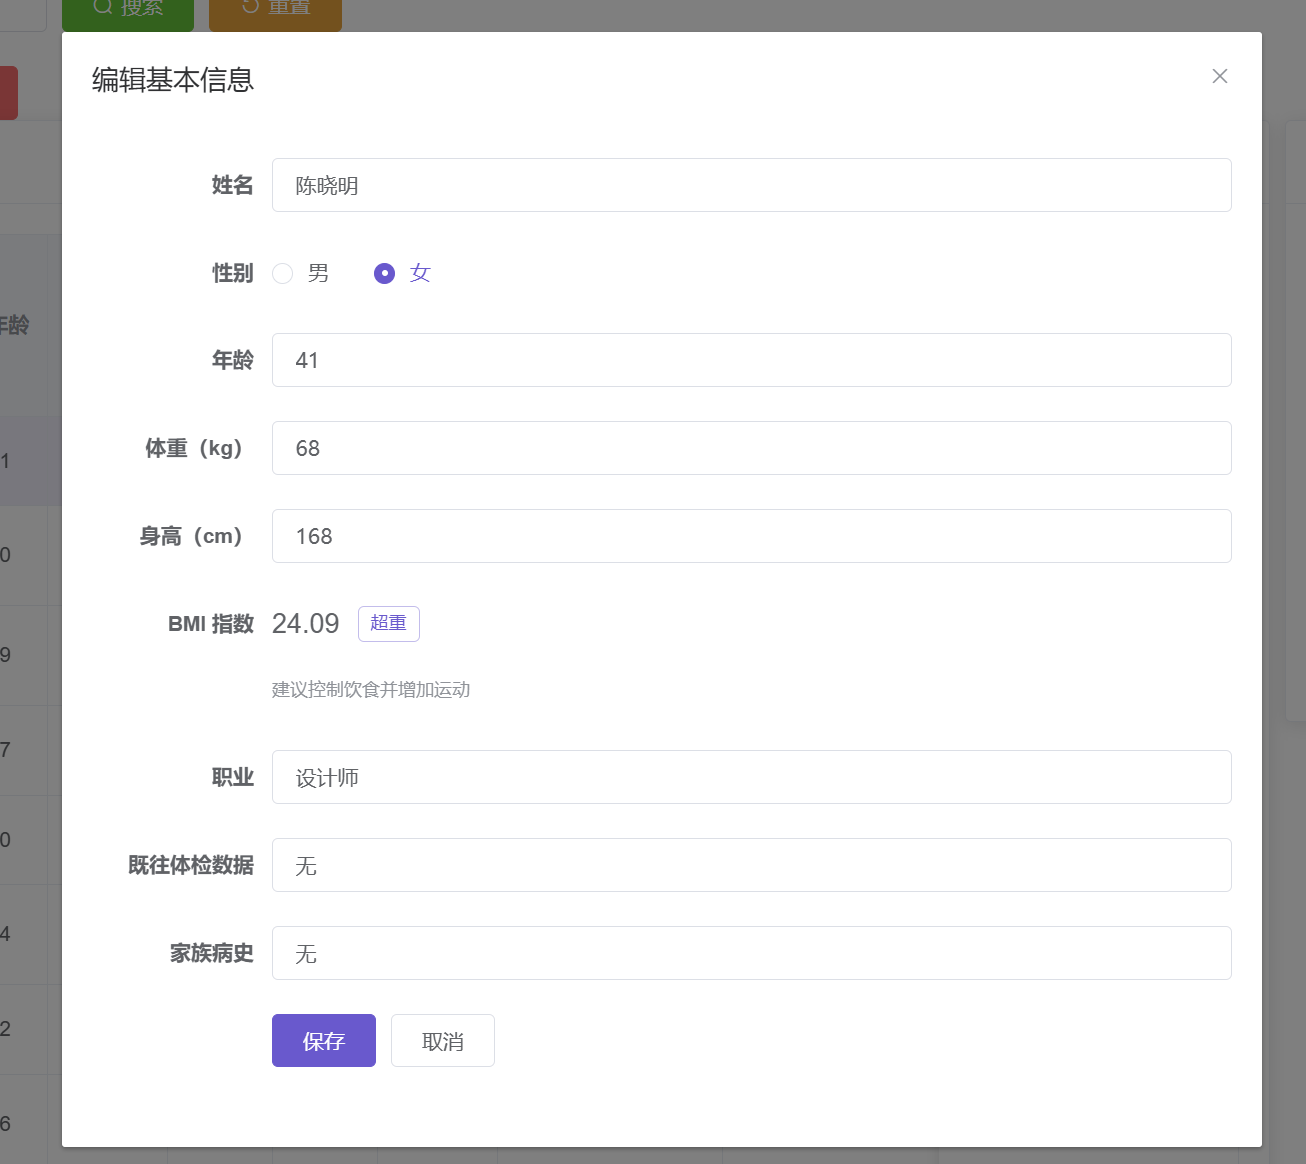 搜索 重置
编辑基本信息
姓名 陈晓明
性别 男 女
年龄
年龄 41
体重（kg） 68
1
身高（cm） 168
0
BMI 指数 24.09 超重
9
建议控制饮食并增加运动
7
职业 设计师
0
既往体检数据 无
4
家族病史 无
2
保存 取消
6